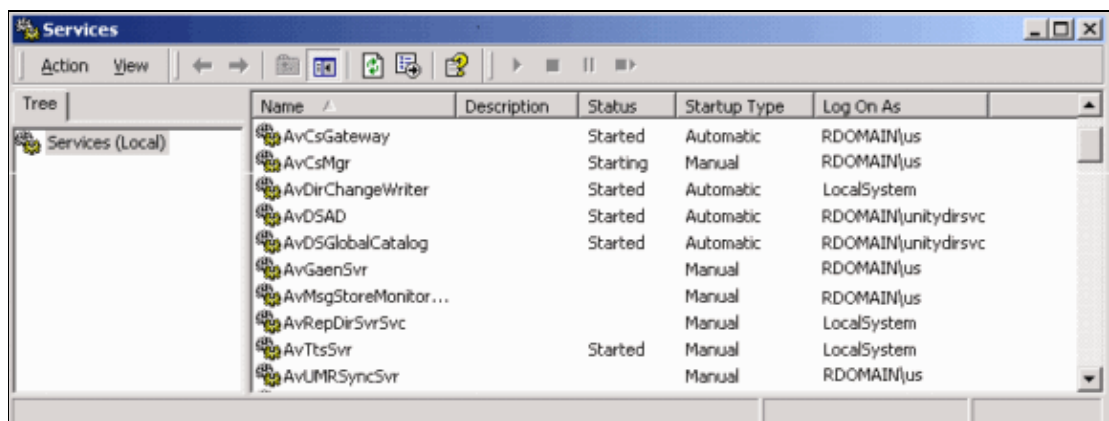 Services
Action View
Tree
Name Description Status Startup Type Log On As
Services (Local)
AvCsGateway Started Automatic RDOMAIN\us
AvCsMgr Starting Manual RDOMAIN\us
AvDirChangeWriter Started Automatic LocalSystem
AvDSAD Started Automatic RDOMAIN\unitydirsvc
AvDSGlobalCatalog Started Automatic RDOMAIN\unitydirsvc
AvGaenSvr Manual RDOMAIN\us
AvMsgStoreMonitor... Manual RDOMAIN\us
AvRepDirSvrSvc Manual LocalSystem
AvTtsSvr Started Manual LocalSystem
AvUMRSyncSvr Manual RDOMAIN\us